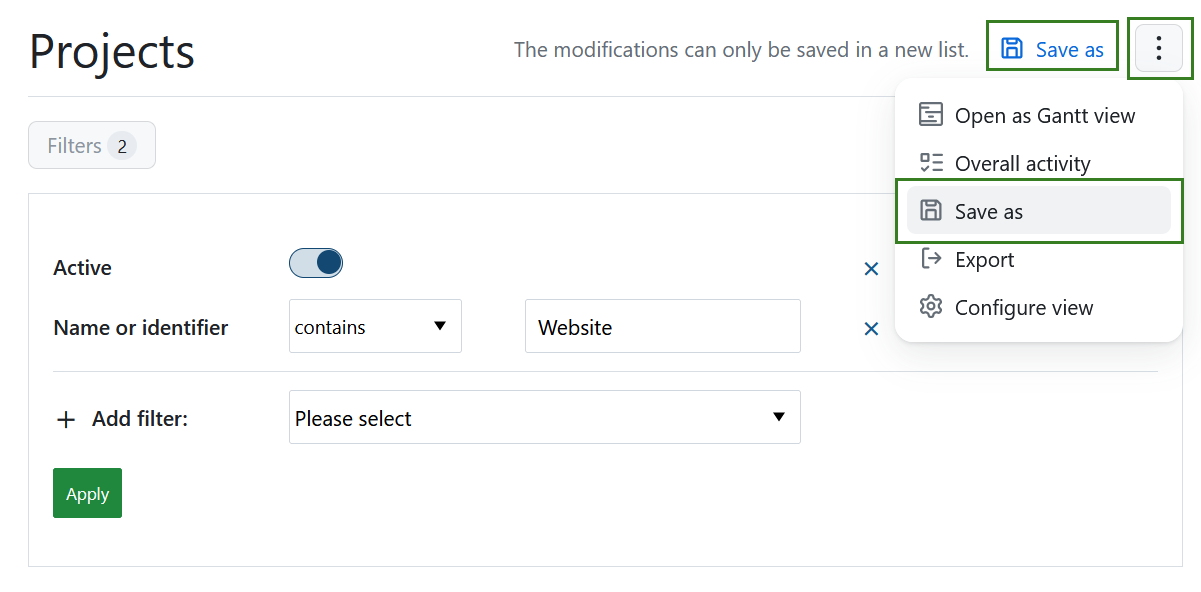 Projects
The modifications can only be saved in a new list.
Save as
Open as Gantt view
Overall activity
Save as
Export
Configure view
Filters 2
Active
Name or identifier contains Website
Add filter: Please select
Apply